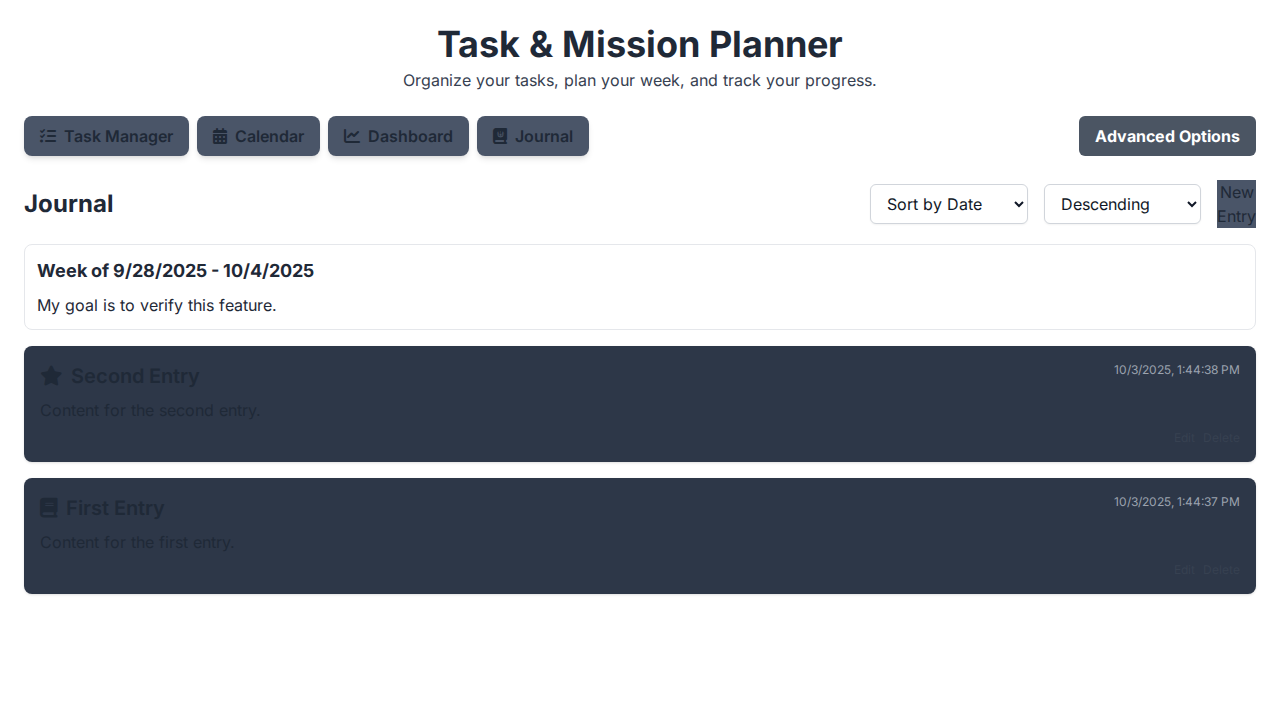 Task & Mission Planner
Organize your tasks, plan your week, and track your progress.
Task Manager
Calendar
Dashboard
Journal
Advanced Options
Journal
Sort by Date
Descending
New
Entry
Week of 9/28/2025 - 10/4/2025
My goal is to verify this feature.
Second Entry
10/3/2025, 1:44:38 PM
Content for the second entry.
Edit Delete
First Entry
10/3/2025, 1:44:37 PM
Content for the first entry.
Edit Delete